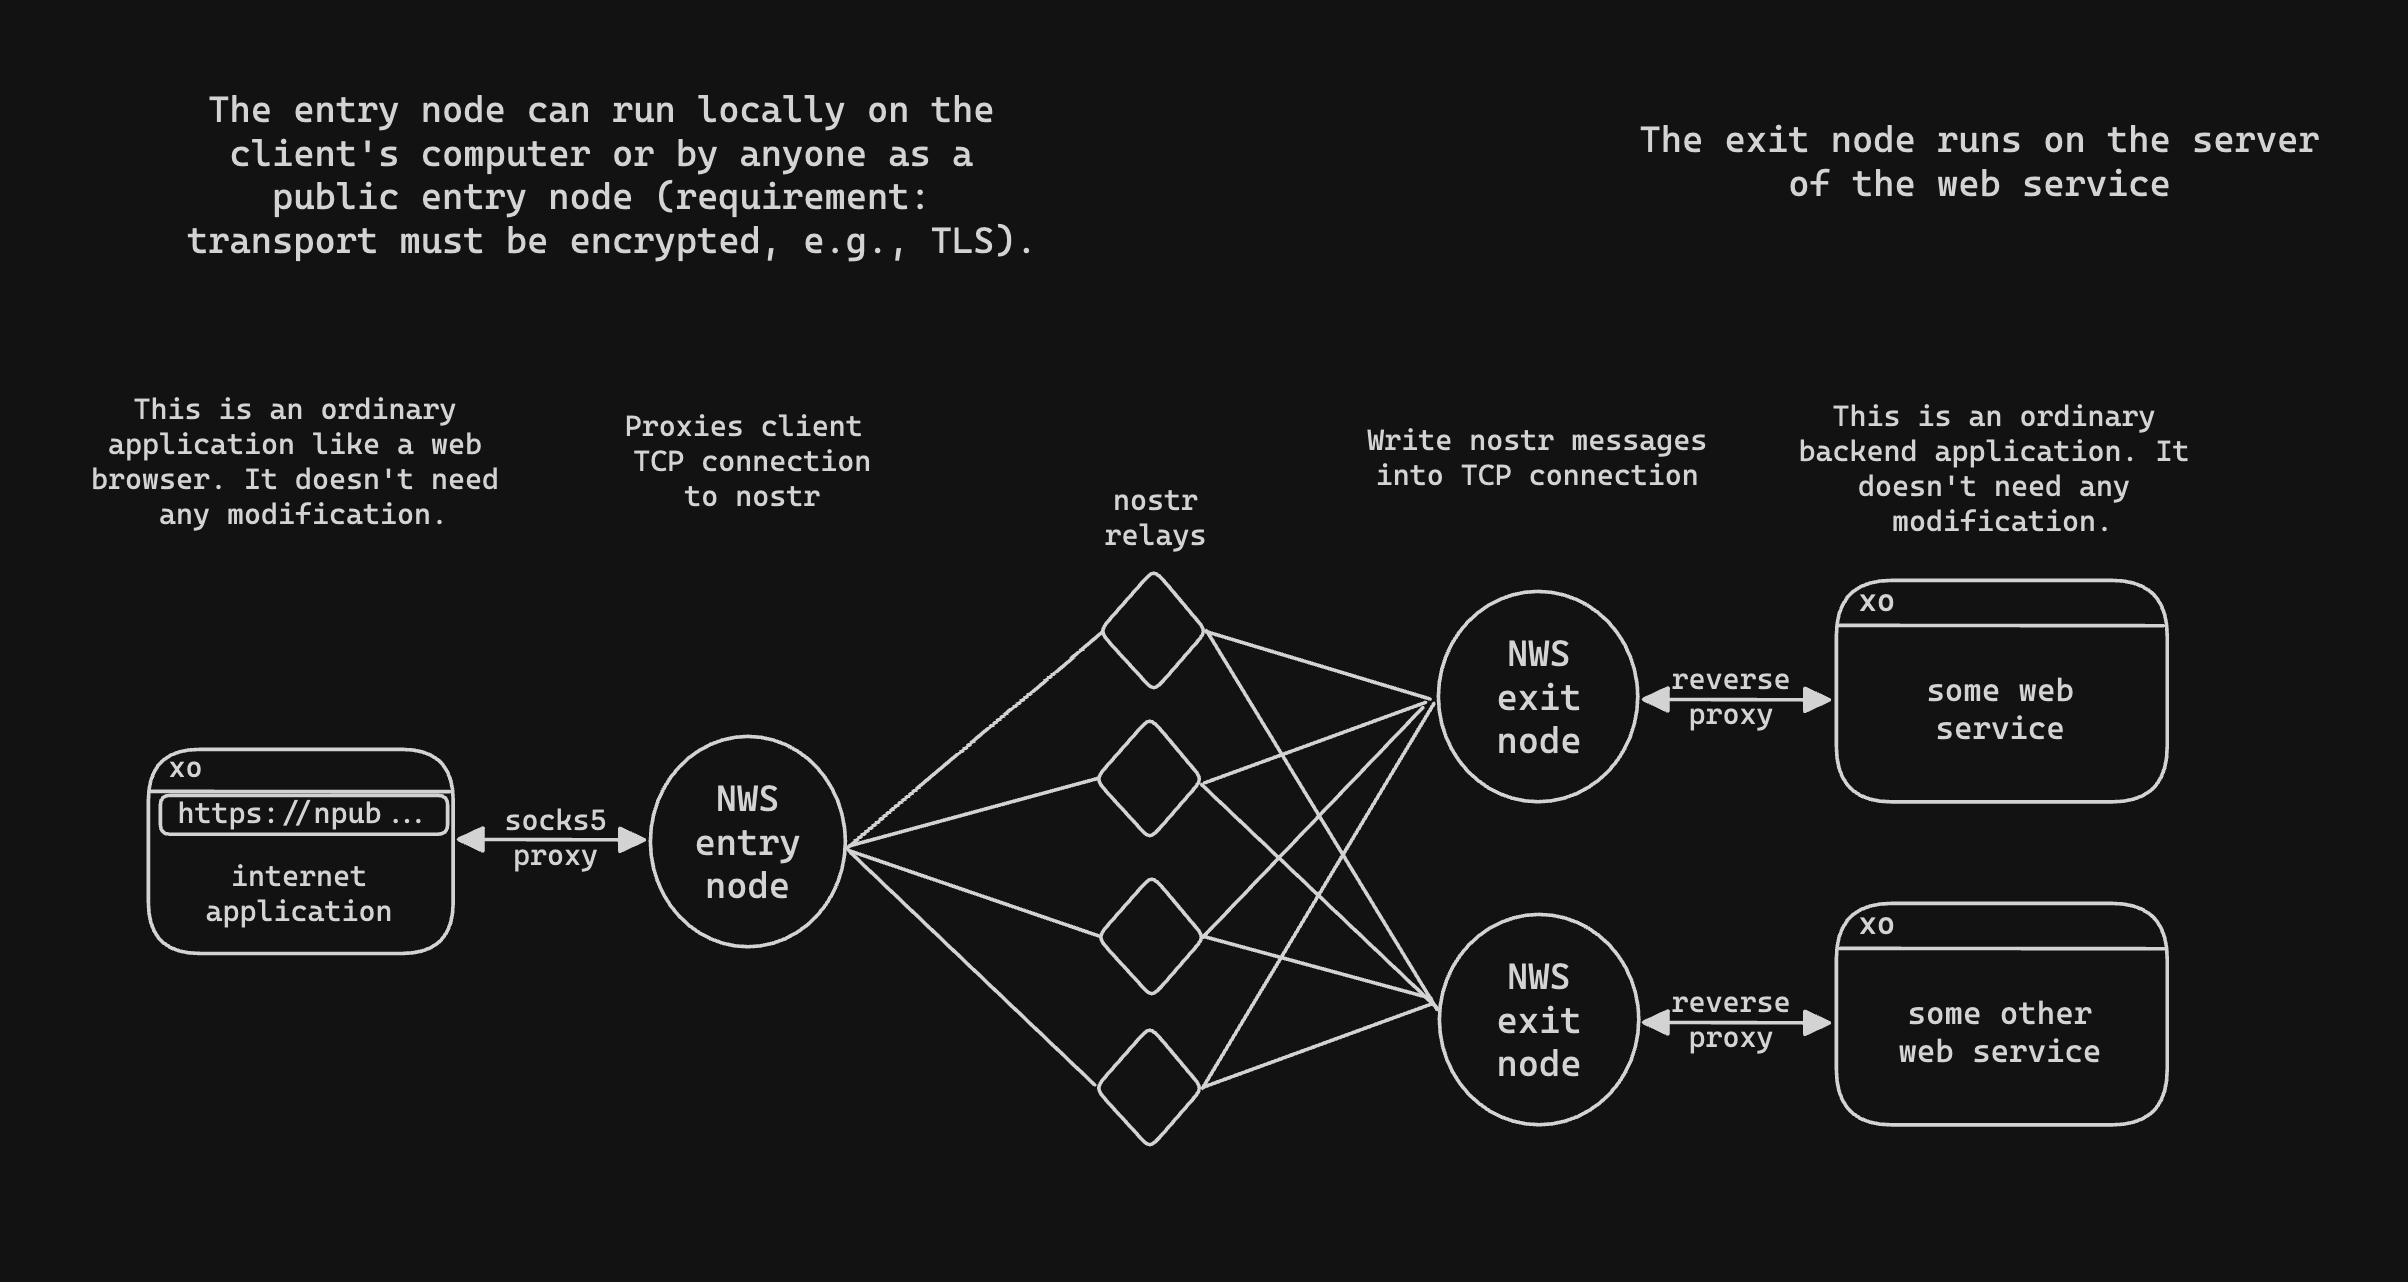 The entry node can run locally on the
client's computer or by anyone as a
public entry node (requirement:
transport must be encrypted, e.g., TLS).
The exit node runs on the server
of the web service
This is an ordinary
application like a web
browser. It doesn't need
any modification.
Proxies client
TCP connection
to nostr
nostr
relays
Write nostr messages
into TCP connection
This is an ordinary
backend application. It
doesn't need any
modification.
xo
https://npub...
internet
application
socks5
proxy
NWS
entry
node
NWS
exit
node
reverse
proxy
xo
some web
service
NWS
exit
node
reverse
proxy
xo
some other
web service